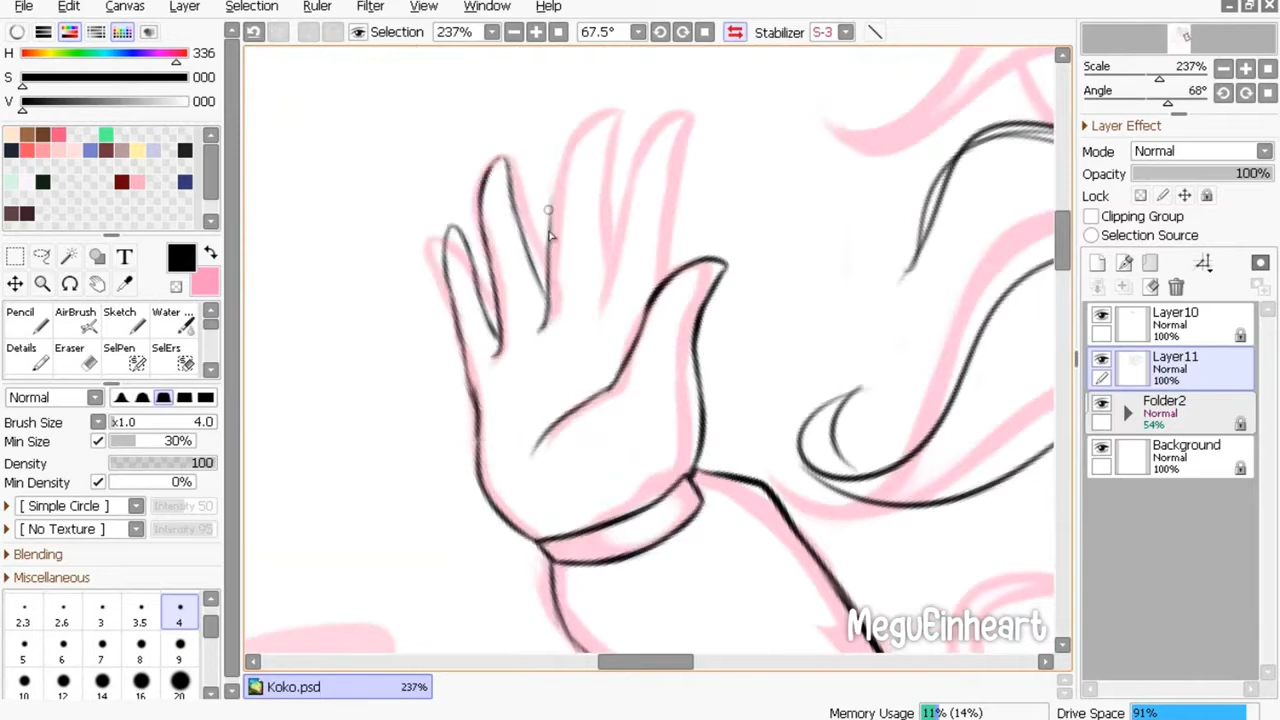 File Edit Canvas Layer Selection Ruler Filter View Window Help
Selection 237% 67.5° Stabilizer S-3
H 336
S 000
V 000
T
Pencil AirBrush Sketch Water ...
Details Eraser SelPen SelErs
Normal
Brush Size x1.0 4.0
Min Size 30%
Density 100
Min Density 0%
[ Simple Circle ] Intensity 50
[ No Texture ] Intensity 95
Blending
Miscellaneous
2.3 2.6 3 3.5 4
5 6 7 8 9
10 12 14 16 20
MeguEinheart
Koko.psd 237%
Scale 237%
Angle 68°
Layer Effect
Mode Normal
Opacity 100%
Lock
Clipping Group
Selection Source
Layer10
Normal
100%
Layer11
Normal
100%
Folder2
Normal
54%
Background
Normal
100%
Memory Usage 11% (14%) Drive Space 91%